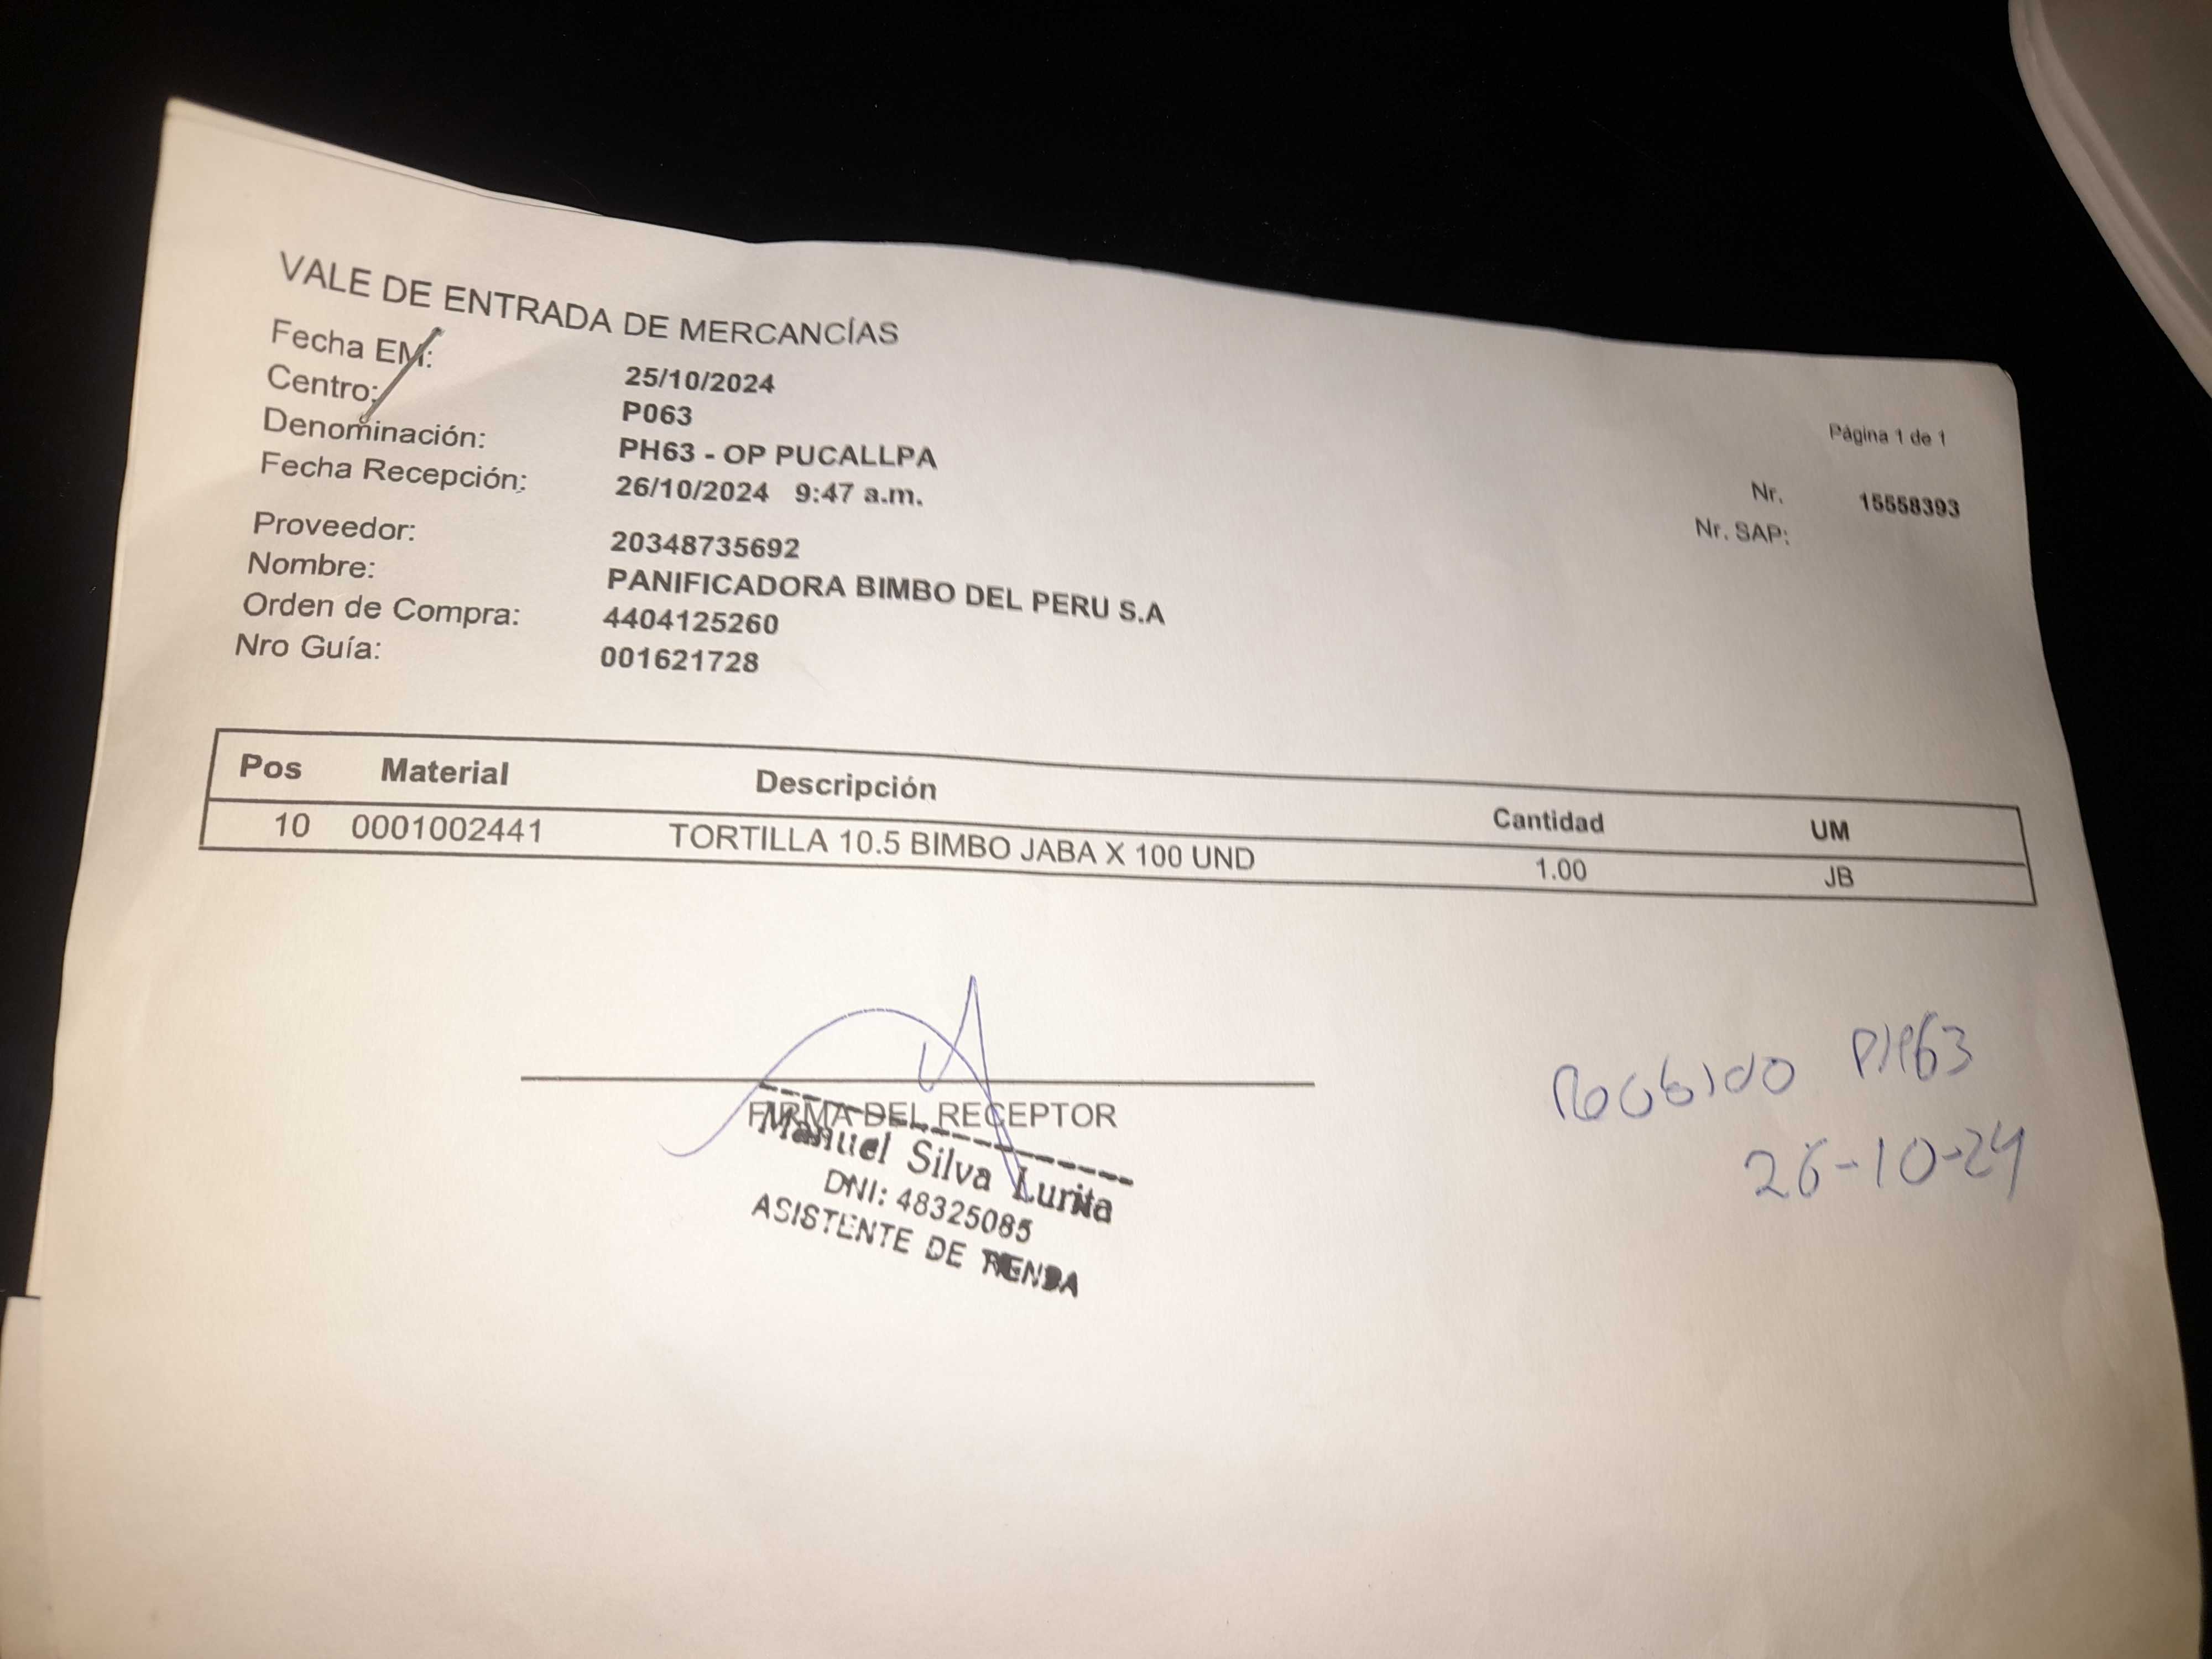 VALE DE ENTRADA DE MERCANCÍAS
Fecha EM: 25/10/2024
Centro: P063
Denominación: PH63 - OP PUCALLPA
Fecha Recepción: 26/10/2024 9:47 a.m.
Página 1 de 1
Nr. 15558393
Nr. SAP:
Proveedor: 20348735692
Nombre: PANIFICADORA BIMBO DEL PERU S.A
Orden de Compra: 4404125260
Nro Guía: 001621728
Pos Material Descripción Cantidad UM
10 0001002441 TORTILLA 10.5 BIMBO JABA X 100 UND 1.00 JB
FIRMA DEL RECEPTOR
Manuel Silva Lurita
DNI: 48325085
ASISTENTE DE TIENDA
Recibido PH63
26-10-24